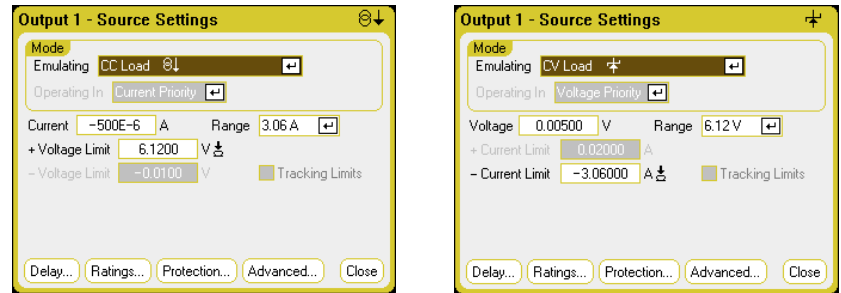 Output 1 - Source Settings
Mode
Emulating CC Load
Operating In Current Priority
Current -500E-6 A Range 3.06 A
+ Voltage Limit 6.1200 V
- Voltage Limit -0.0100 V Tracking Limits
Delay... Ratings... Protection... Advanced... Close
Output 1 - Source Settings
Mode
Emulating CV Load
Operating In Voltage Priority
Voltage 0.00500 V Range 6.12 V
+ Current Limit 0.02000 A
- Current Limit -3.06000 A Tracking Limits
Delay... Ratings... Protection... Advanced... Close